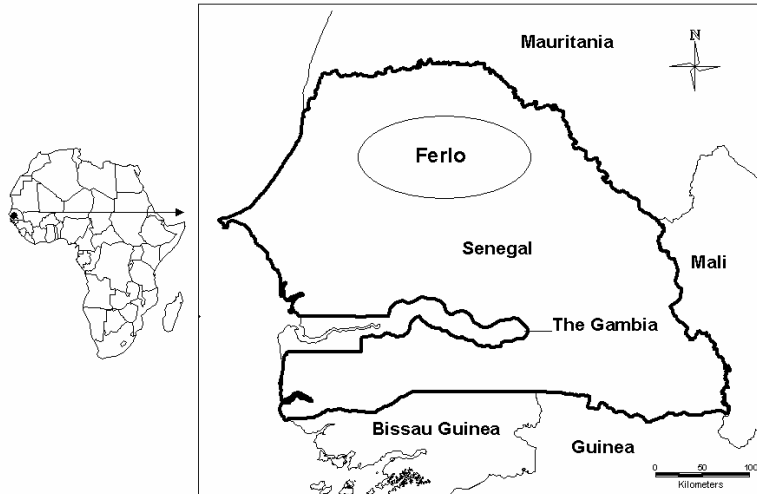 Mauritania
N
Ferlo
Senegal
Mali
The Gambia
Bissau Guinea
Guinea
0 50 100
Kilometers